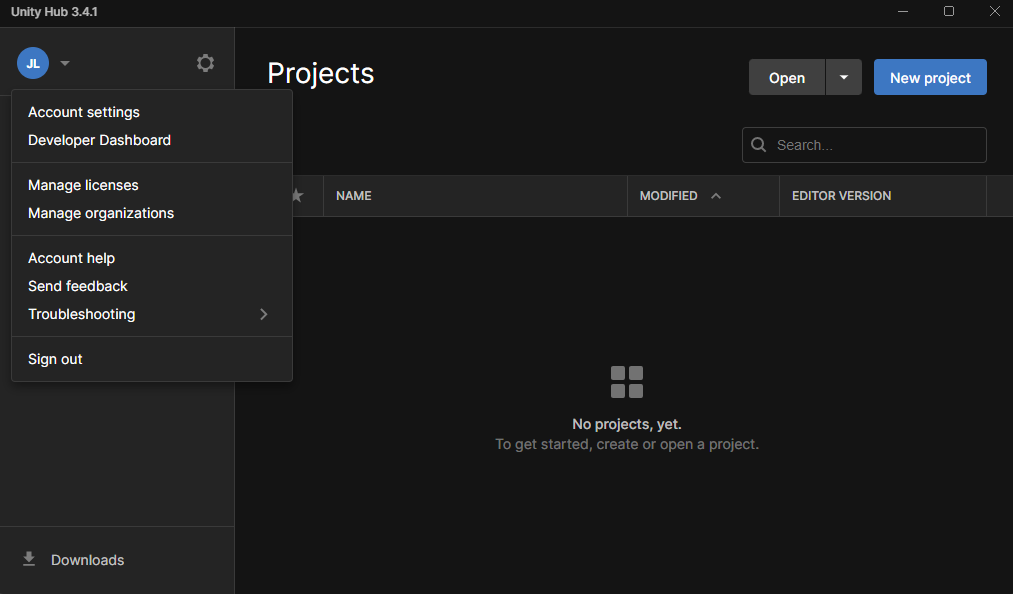 Unity Hub 3.4.1
JL
Projects
Open
New project
Account settings
Developer Dashboard
Manage licenses
Manage organizations
Account help
Send feedback
Troubleshooting
Sign out
Search...
NAME
MODIFIED
EDITOR VERSION
No projects, yet.
To get started, create or open a project.
Downloads